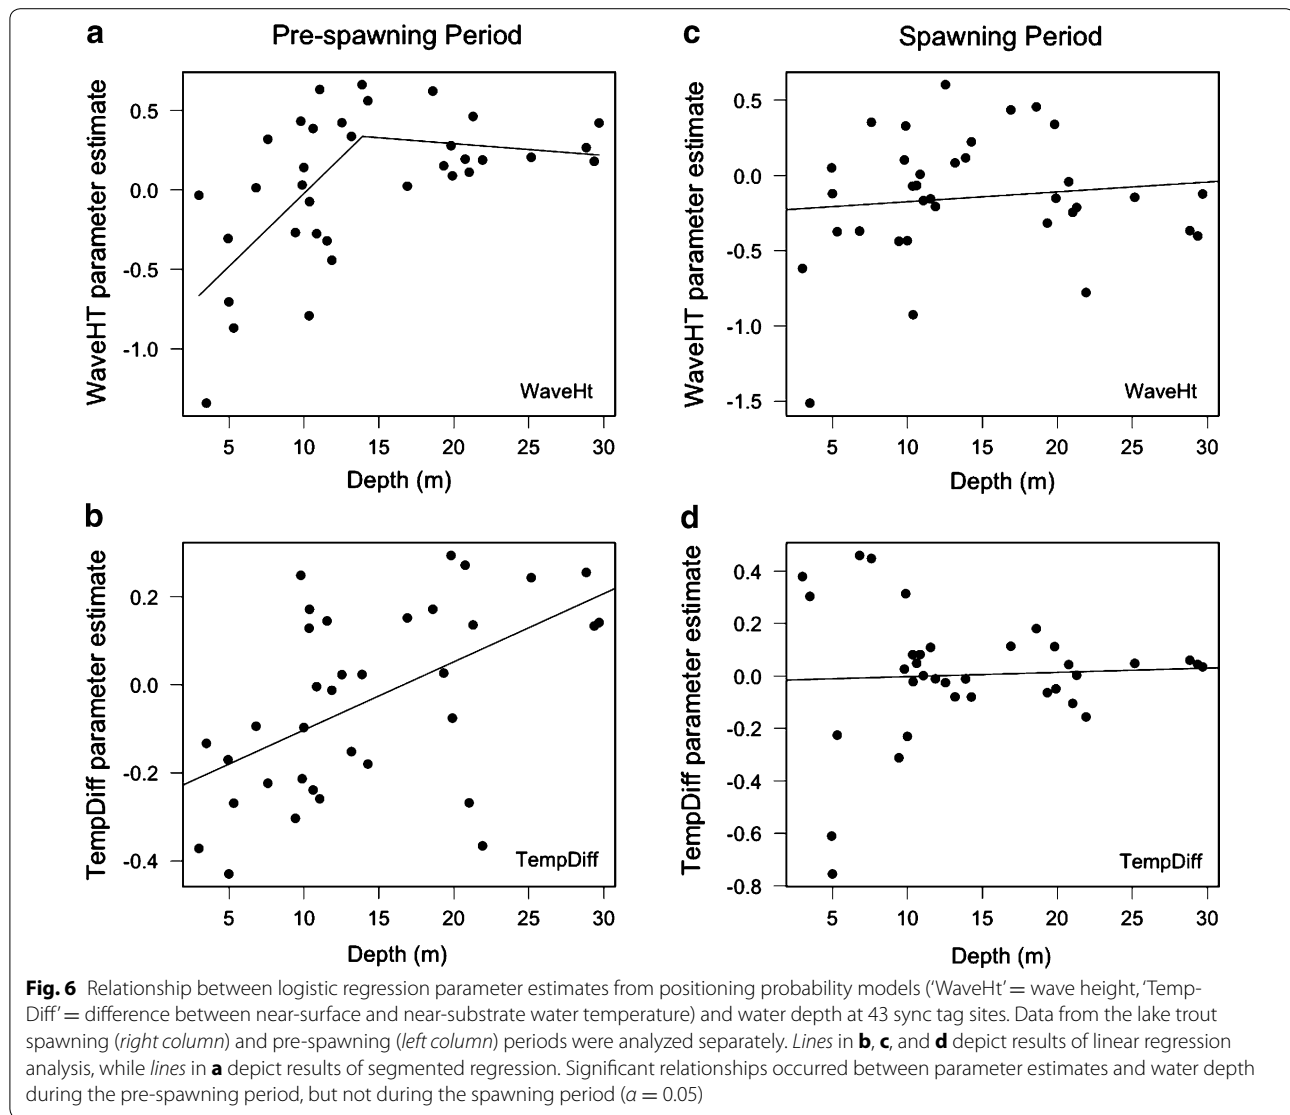 a
Pre-spawning Period
WaveHT parameter estimate
0.5
0.0
-0.5
-1.0
WaveHt
5 10 15 20 25 30
Depth (m)
c
Spawning Period
WaveHT parameter estimate
0.5
0.0
-0.5
-1.0
-1.5
WaveHt
5 10 15 20 25 30
Depth (m)
b
TempDiff parameter estimate
0.2
0.0
-0.2
-0.4
TempDiff
5 10 15 20 25 30
Depth (m)
d
TempDiff parameter estimate
0.4
0.2
0.0
-0.2
-0.4
-0.6
-0.8
TempDiff
5 10 15 20 25 30
Depth (m)
Fig. 6 Relationship between logistic regression parameter estimates from positioning probability models ('WaveHt' = wave height, 'Temp-
Diff' = difference between near-surface and near-substrate water temperature) and water depth at 43 sync tag sites. Data from the lake trout
spawning (right column) and pre-spawning (left column) periods were analyzed separately. Lines in b, c, and d depict results of linear regression
analysis, while lines in a depict results of segmented regression. Significant relationships occurred between parameter estimates and water depth
during the pre-spawning period, but not during the spawning period (α = 0.05)